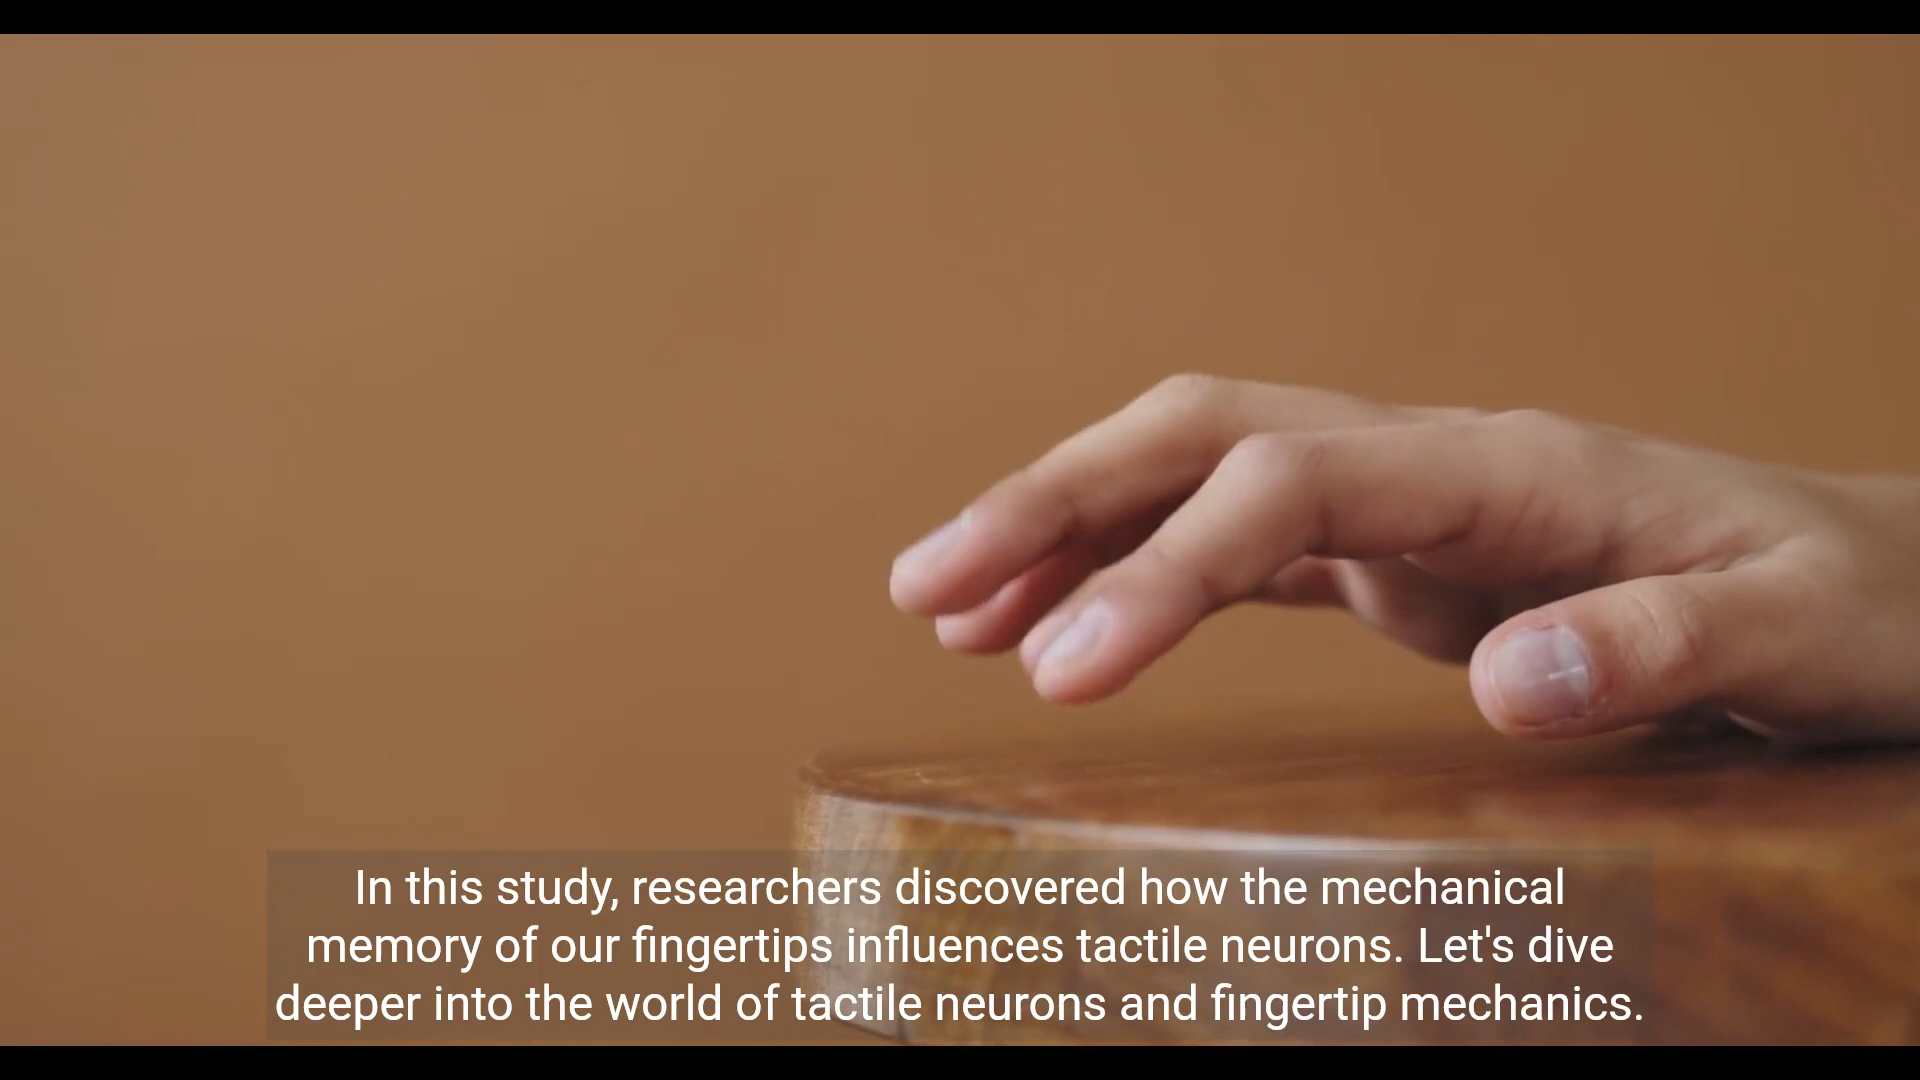 In this study, researchers discovered how the mechanical
memory of our fingertips influences tactile neurons. Let's dive
deeper into the world of tactile neurons and fingertip mechanics.